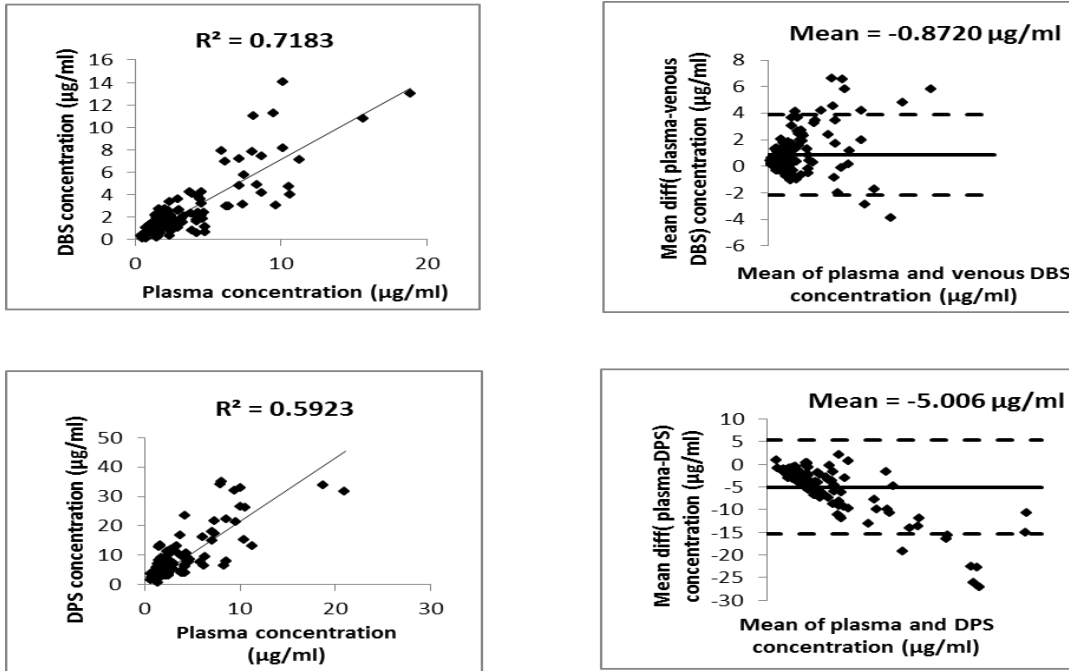 R² = 0.7183
DBS concentration (µg/ml)
16
14
12
10
8
6
4
2
0
0
10
20
Plasma concentration (µg/ml)
Mean = -0.8720 µg/ml
Mean diff( plasma-venous
DBS) concentration (µg/ml)
8
6
4
2
0
-2
-4
-6
Mean of plasma and venous DBS
concentration (µg/ml)
R² = 0.5923
DPS concentration (µg/ml)
50
40
30
20
10
0
0
10
20
30
Plasma concentration
(µg/ml)
Mean = -5.006 µg/ml
Mean diff( plasma-DPS)
concentration (µg/ml)
10
5
0
-5
-10
-15
-20
-25
-30
Mean of plasma and DPS
concentration (µg/ml)